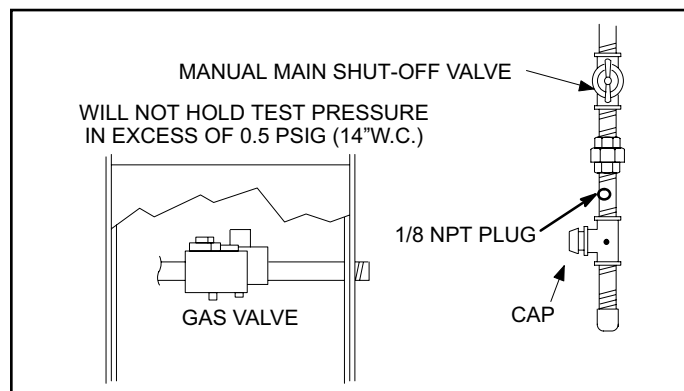 MANUAL MAIN SHUT-OFF VALVE
WILL NOT HOLD TEST PRESSURE
IN EXCESS OF 0.5 PSIG (14”W.C.)
1/8 NPT PLUG
GAS VALVE
CAP